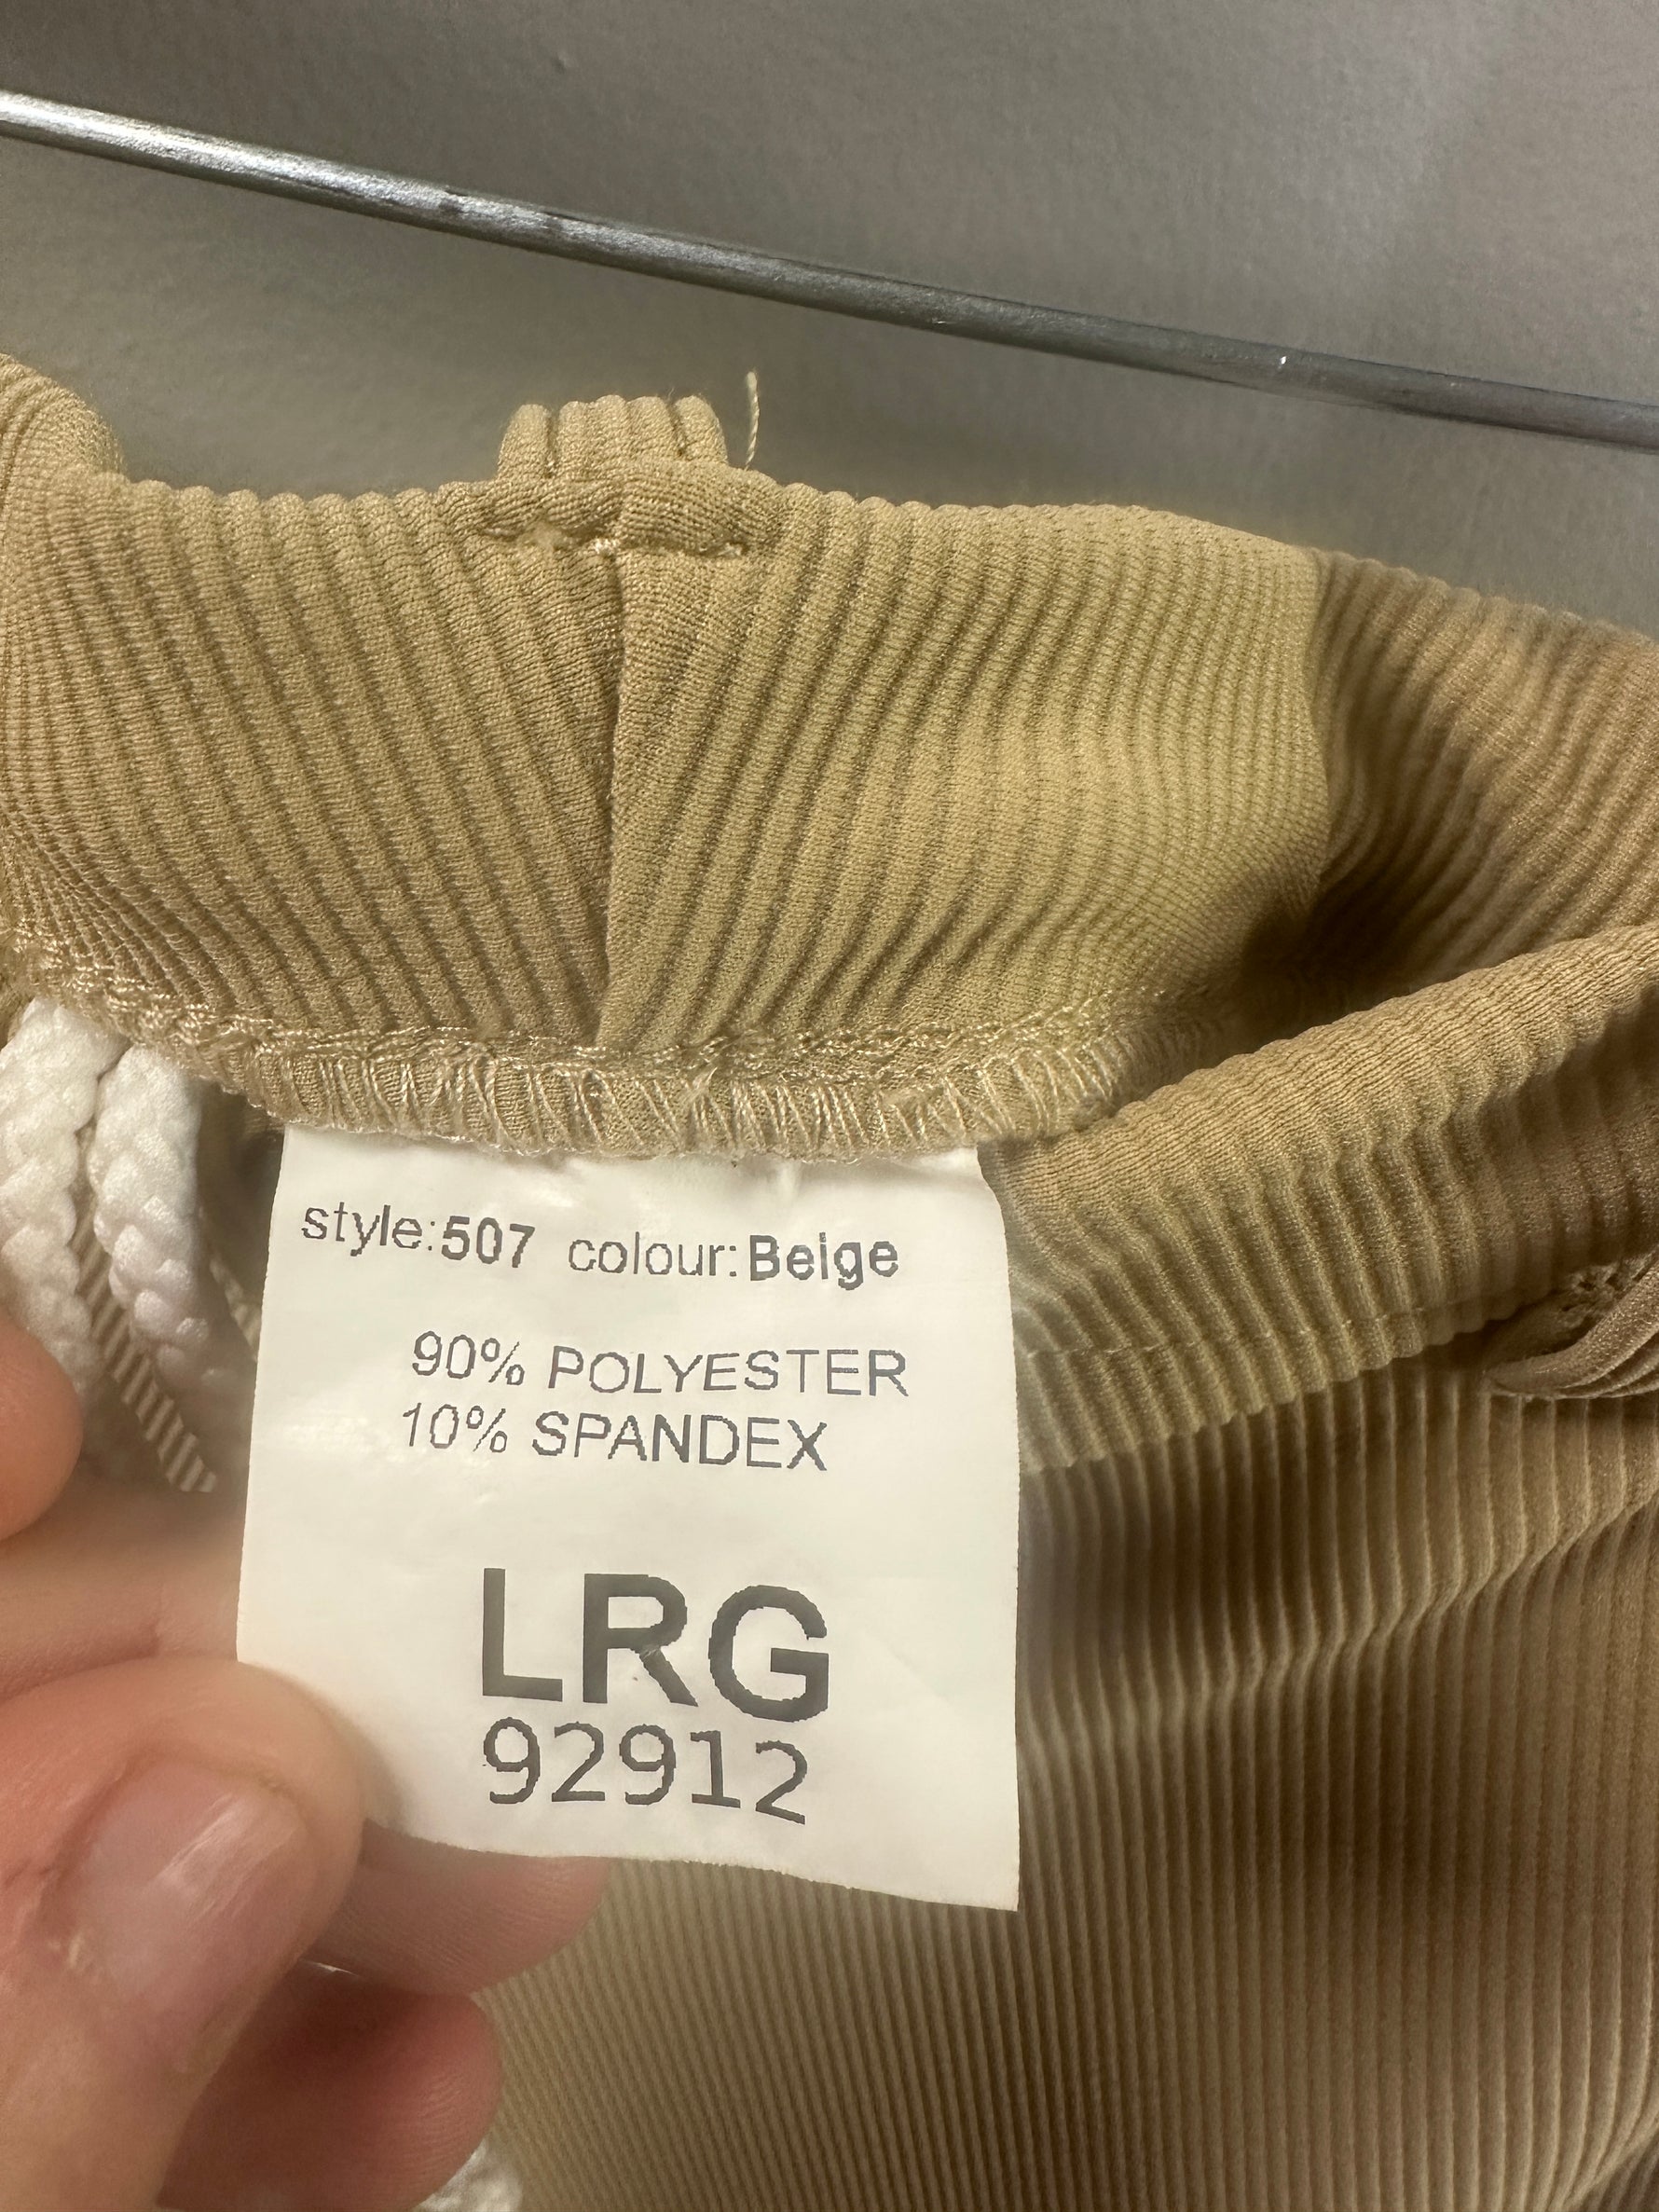 style:507 colour:Beige
90% POLYESTER
10% SPANDEX
LRG
92912